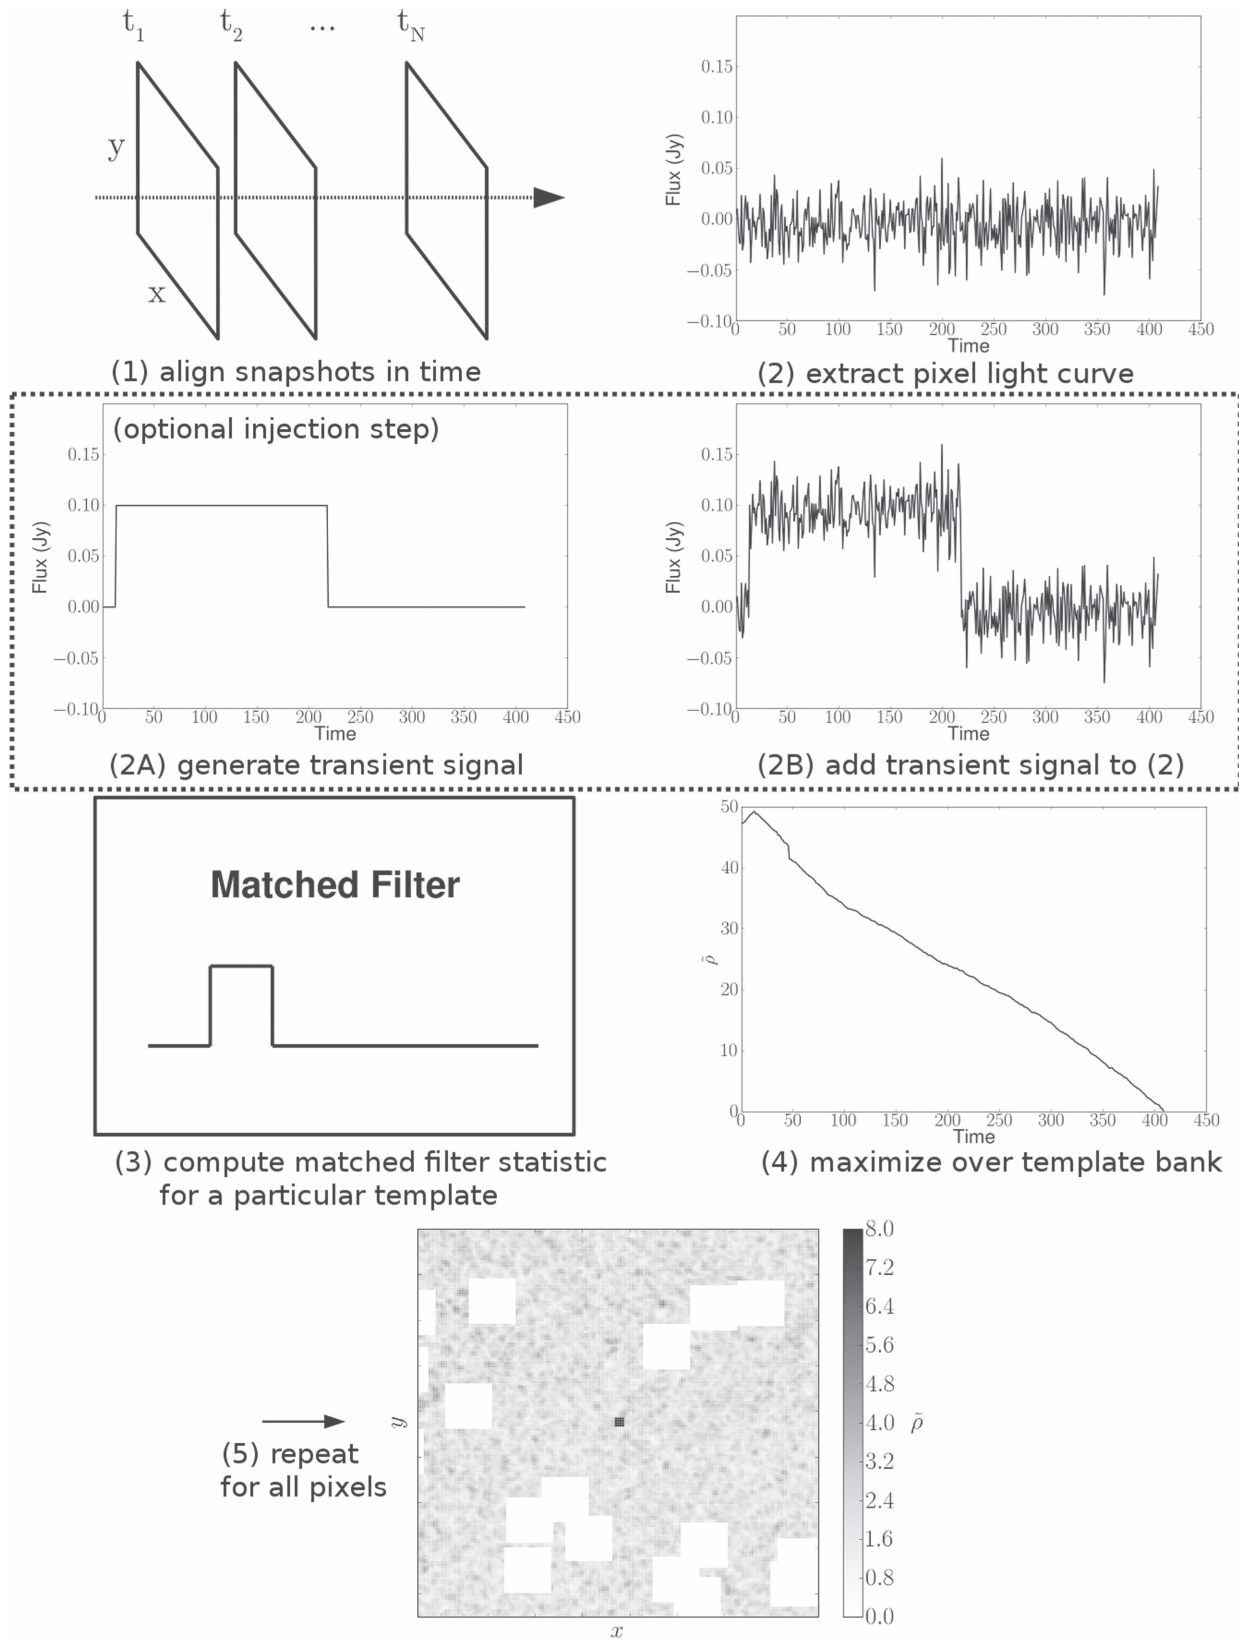 t1 t2 ... tN
y
x
(1) align snapshots in time
0.15
0.10
0.05
0.00
−0.05
−0.10
Flux (Jy)
0 50 100 150 200 250 300 350 400 450
Time
(2) extract pixel light curve
(optional injection step)
0.15
0.10
0.05
0.00
−0.05
−0.10
Flux (Jy)
0 50 100 150 200 250 300 350 400 450
Time
(2A) generate transient signal
0.15
0.10
0.05
0.00
−0.05
−0.10
Flux (Jy)
0 50 100 150 200 250 300 350 400 450
Time
(2B) add transient signal to (2)
Matched Filter
(3) compute matched filter statistic
for a particular template
50
40
30
20
10
0
ρ̃
0 50 100 150 200 250 300 350 400 450
Time
(4) maximize over template bank
(5) repeat
for all pixels
y
x
8.0
7.2
6.4
5.6
4.8
4.0
3.2
2.4
1.6
0.8
0.0
ρ̃